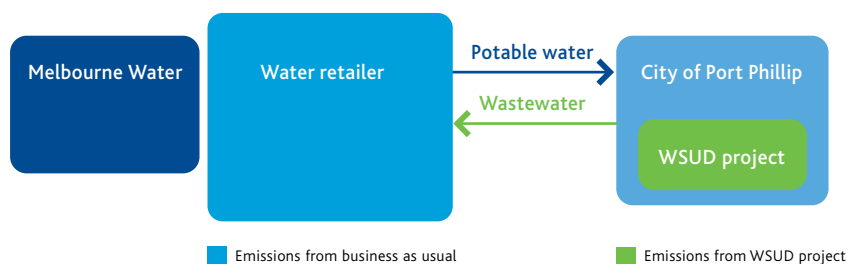 Melbourne Water
Water retailer
Potable water
Wastewater
City of Port Phillip
WSUD project
Emissions from business as usual
Emissions from WSUD project